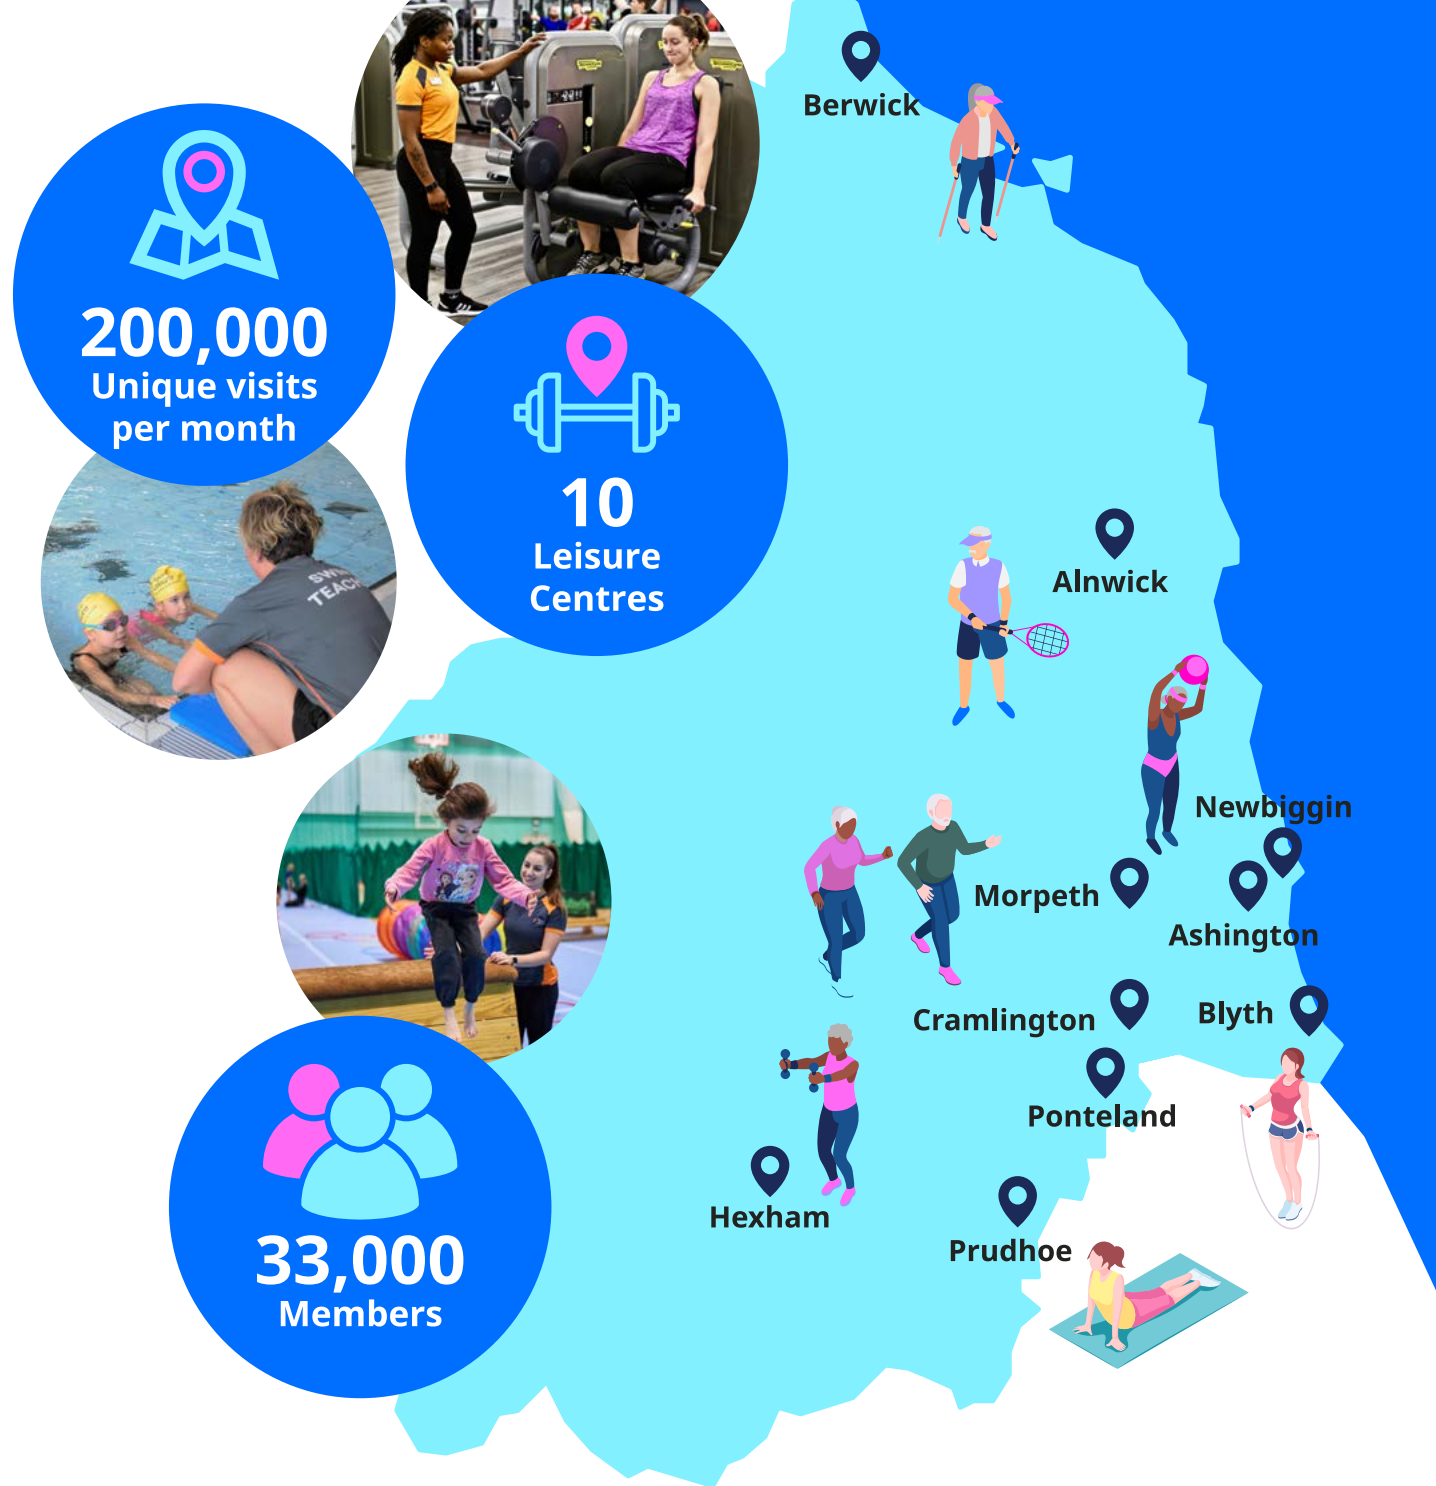 200,000
Unique visits
per month
10
Leisure
Centres
33,000
Members
Berwick
Alnwick
Newbiggin
Morpeth
Ashington
Cramlington
Blyth
Ponteland
Hexham
Prudhoe